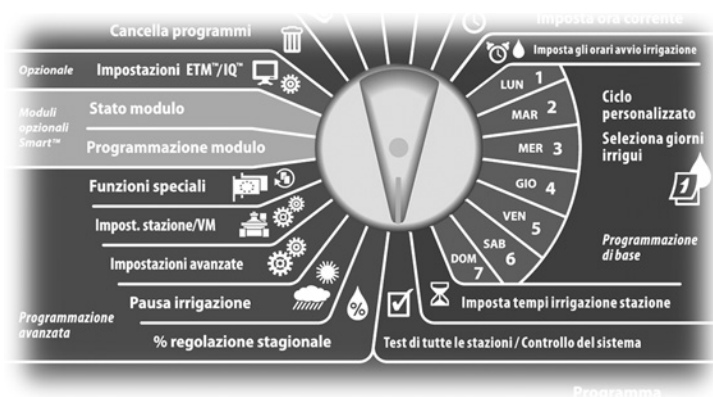 Cancella programmi
Imposta ora corrente
Imposta gli orari avvio irrigazione
Opzionale
Impostazioni ETM™/IQ™
Moduli
opzionali
Smart™
Stato modulo
Programmazione modulo
LUN 1
MAR 2
MER 3
GIO 4
VEN 5
SAB 6
DOM 7
Ciclo
personalizzato
Seleziona giorni
irrigui
1
Programmazione
di base
Funzioni speciali
Impost. stazione/VM
Impostazioni avanzate
Pausa irrigazione
Programmazione
avanzata
%
% regolazione stagionale
Imposta tempi irrigazione stazione
Test di tutte le stazioni / Controllo del sistema
Programma